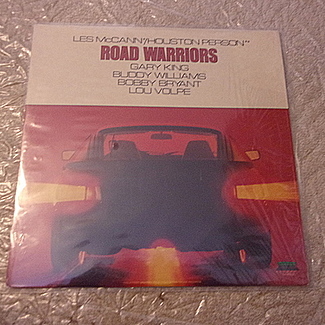 LES McCANN*/HOUSTON PERSON**
ROAD WARRIORS
GARY KING
BUDDY WILLIAMS
BOBBY BRYANT
LOU VOLPE